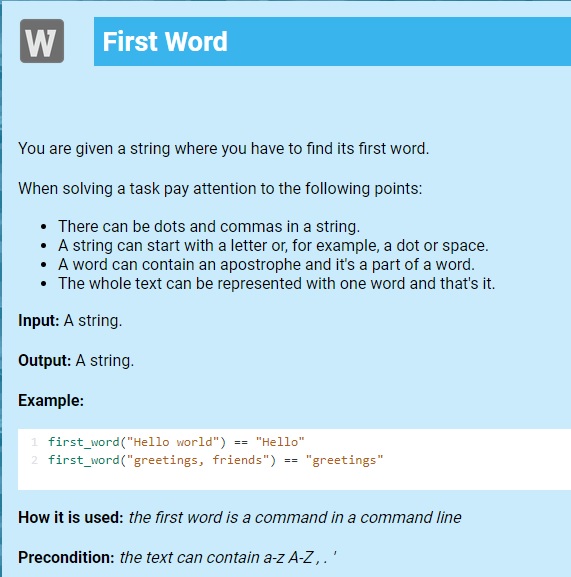 W
First Word
You are given a string where you have to find its first word.
When solving a task pay attention to the following points:
• There can be dots and commas in a string.
• A string can start with a letter or, for example, a dot or space.
• A word can contain an apostrophe and it's a part of a word.
• The whole text can be represented with one word and that's it.
Input: A string.
Output: A string.
Example:
1 first_word("Hello world") == "Hello"
2 first_word("greetings, friends") == "greetings"
How it is used: the first word is a command in a command line
Precondition: the text can contain a-z A-Z , . '